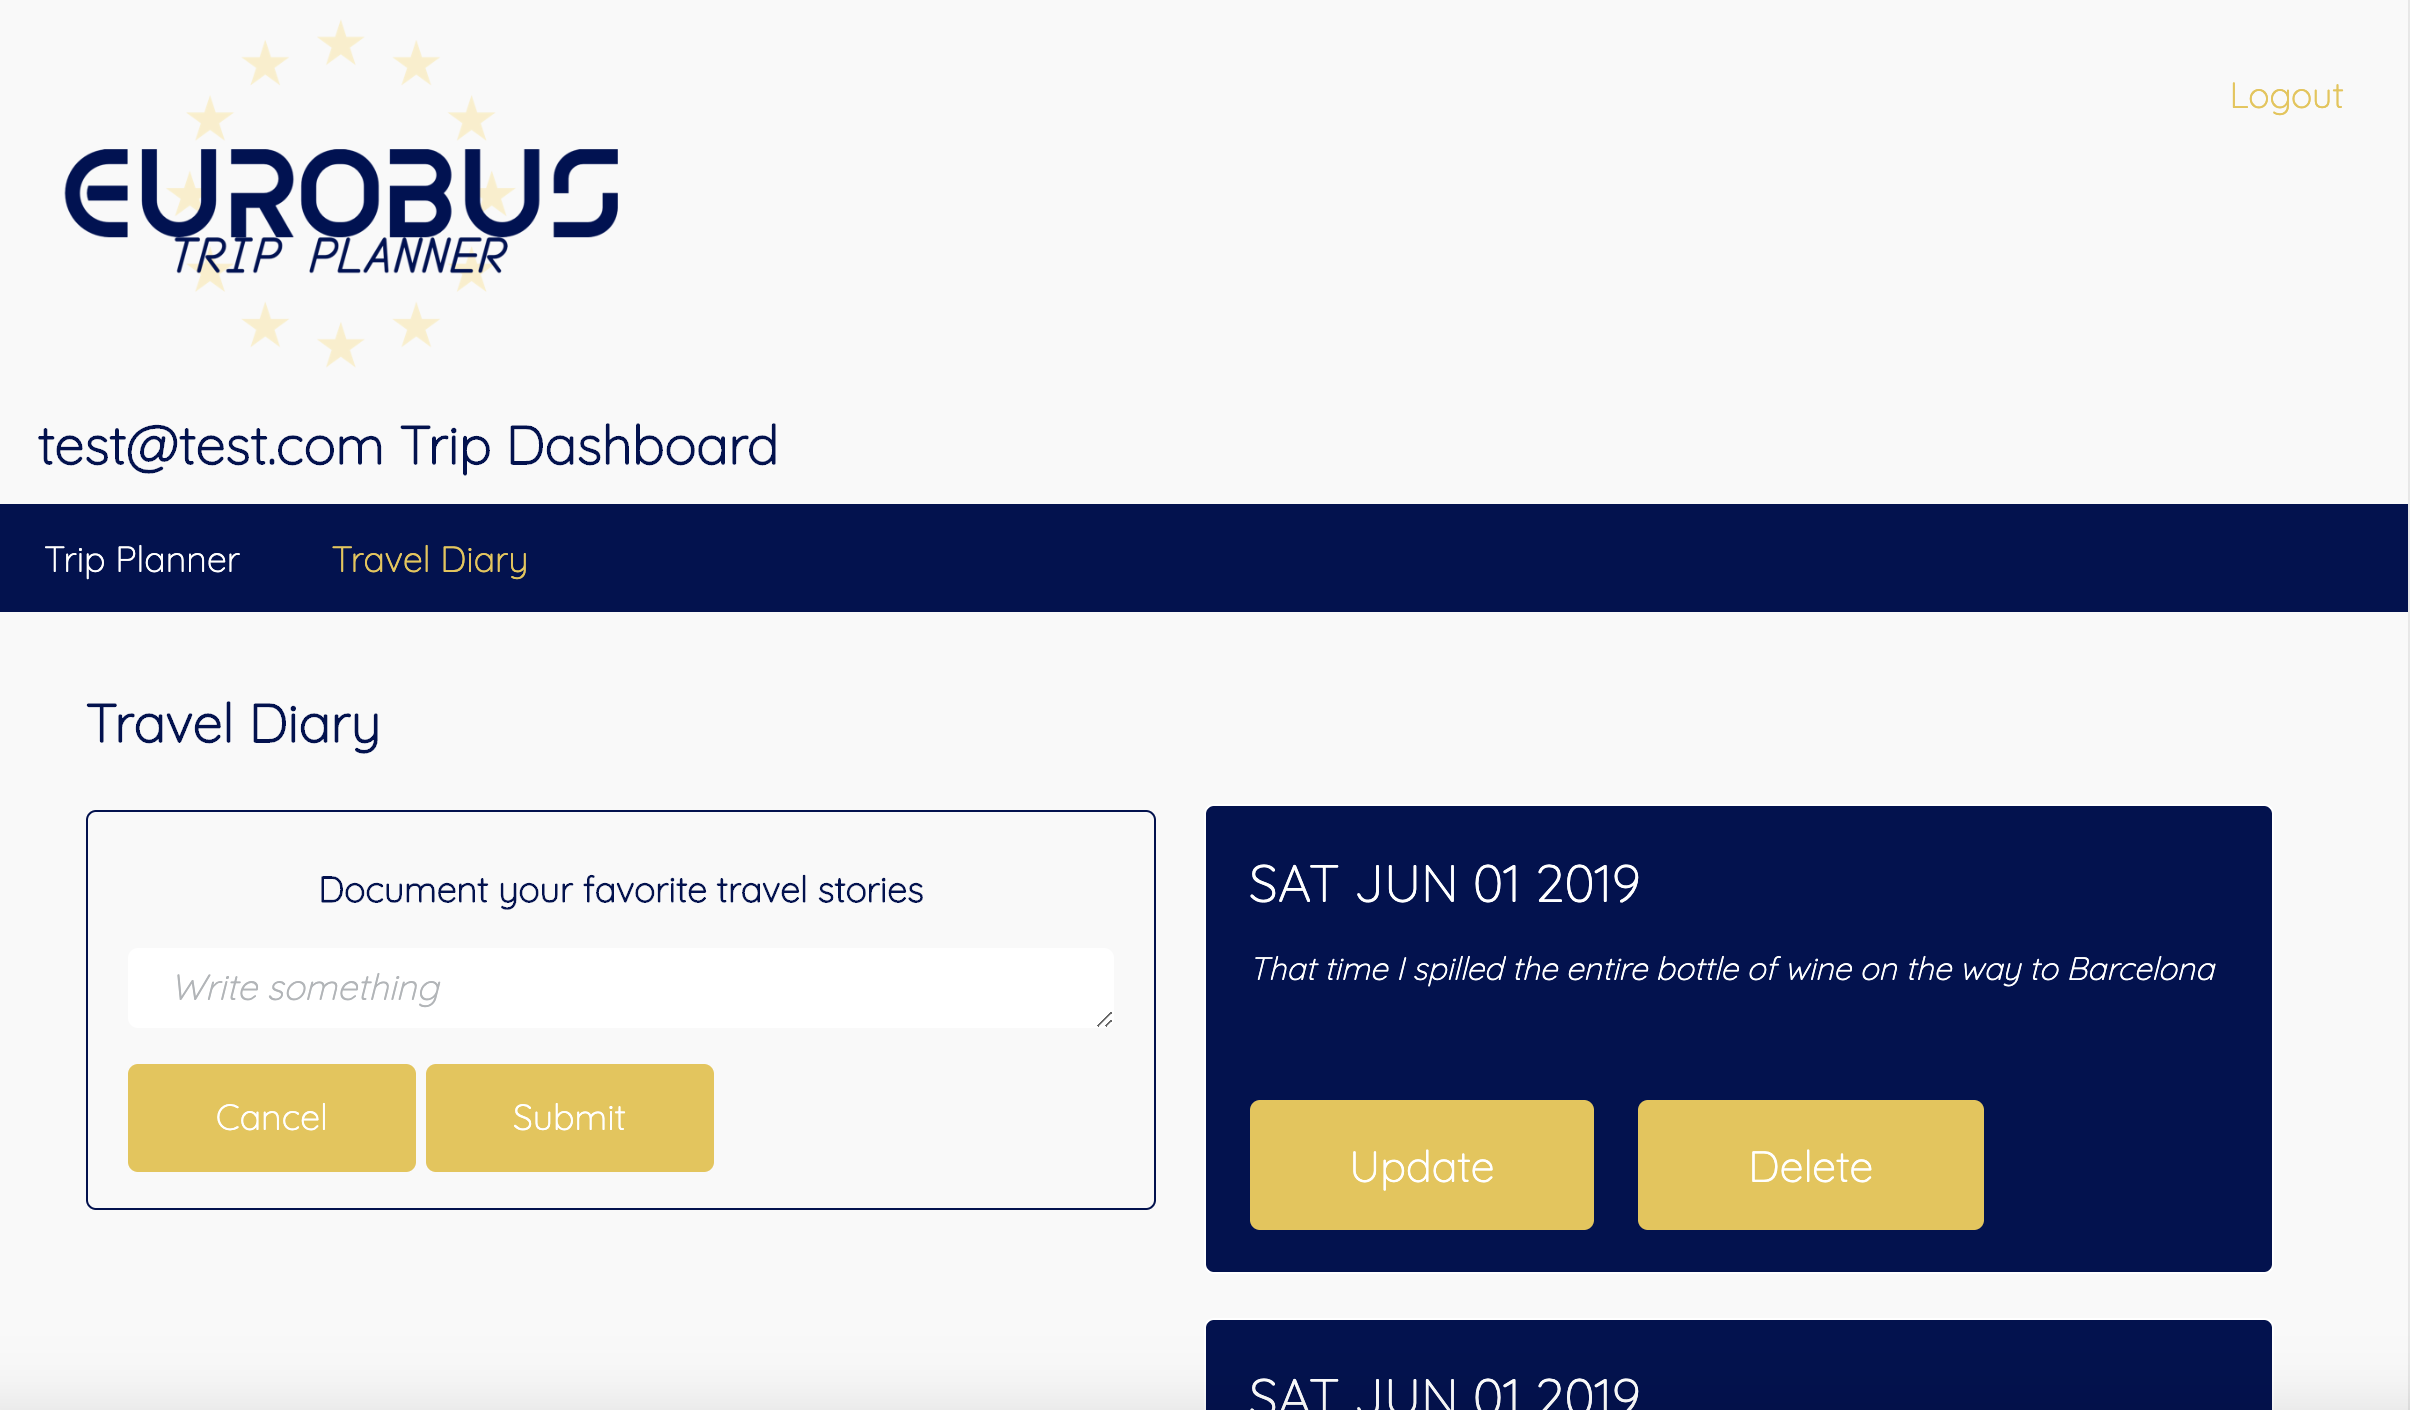 Logout
EUROBUS
TRIP PLANNER
test@test.com Trip Dashboard
Trip Planner
Travel Diary
Travel Diary
Document your favorite travel stories
Write something
Cancel
Submit
SAT JUN 01 2019
That time I spilled the entire bottle of wine on the way to Barcelona
Update
Delete
SAT JUN 01 2019